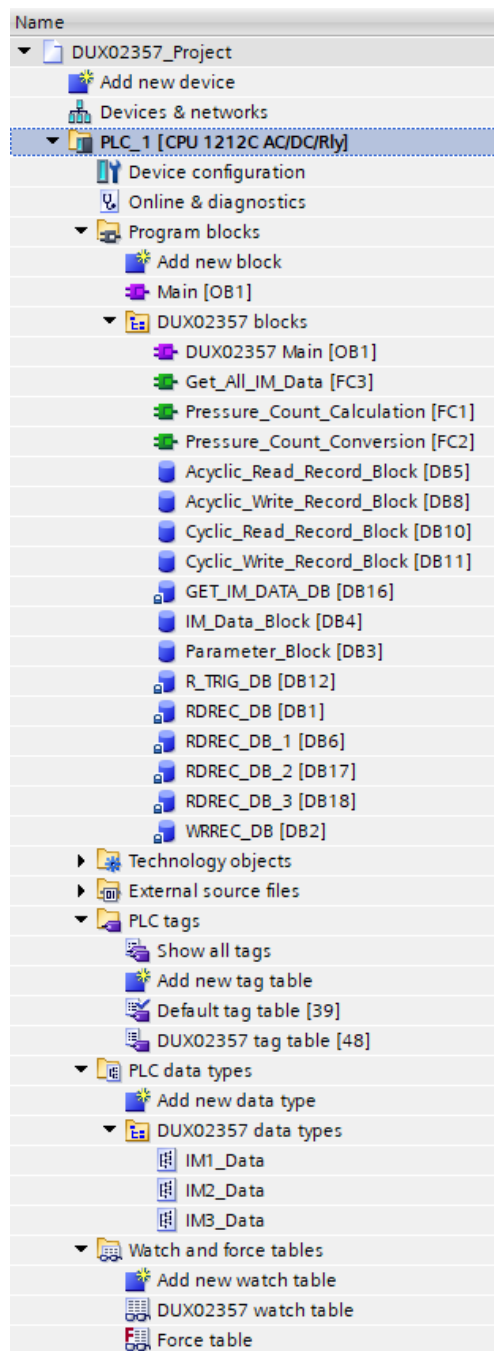 Name
DUX02357_Project
Add new device
Devices & networks
PLC_1 [CPU 1212C AC/DC/Rly]
Device configuration
Online & diagnostics
Program blocks
Add new block
Main [OB1]
DUX02357 blocks
DUX02357 Main [OB1]
Get_All_IM_Data [FC3]
Pressure_Count_Calculation [FC1]
Pressure_Count_Conversion [FC2]
Acyclic_Read_Record_Block [DB5]
Acyclic_Write_Record_Block [DB8]
Cyclic_Read_Record_Block [DB10]
Cyclic_Write_Record_Block [DB11]
GET_IM_DATA_DB [DB16]
IM_Data_Block [DB4]
Parameter_Block [DB3]
R_TRIG_DB [DB12]
RDREC_DB [DB1]
RDREC_DB_1 [DB6]
RDREC_DB_2 [DB17]
RDREC_DB_3 [DB18]
WRREC_DB [DB2]
Technology objects
External source files
PLC tags
Show all tags
Add new tag table
Default tag table [39]
DUX02357 tag table [48]
PLC data types
Add new data type
DUX02357 data types
IM1_Data
IM2_Data
IM3_Data
Watch and force tables
Add new watch table
DUX02357 watch table
Force table